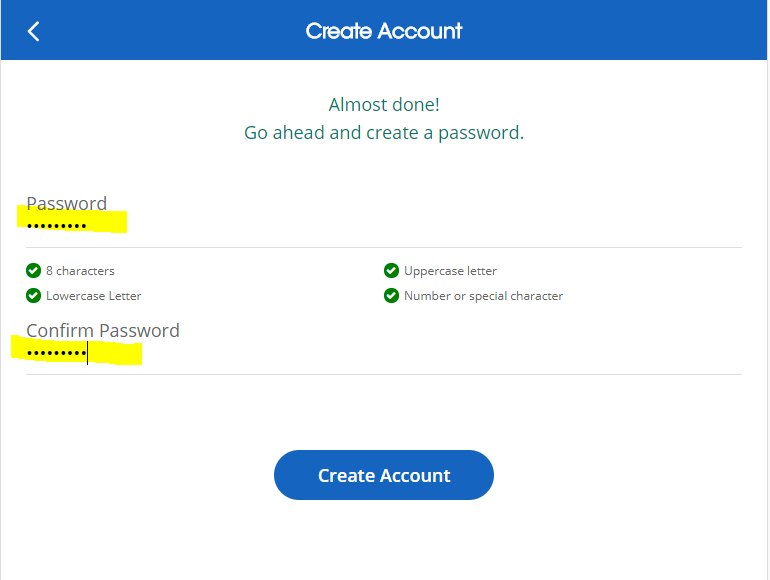 Create Account
Almost done!
Go ahead and create a password.
Password
•••••••••
8 characters
Uppercase letter
Lowercase Letter
Number or special character
Confirm Password
•••••••••
Create Account